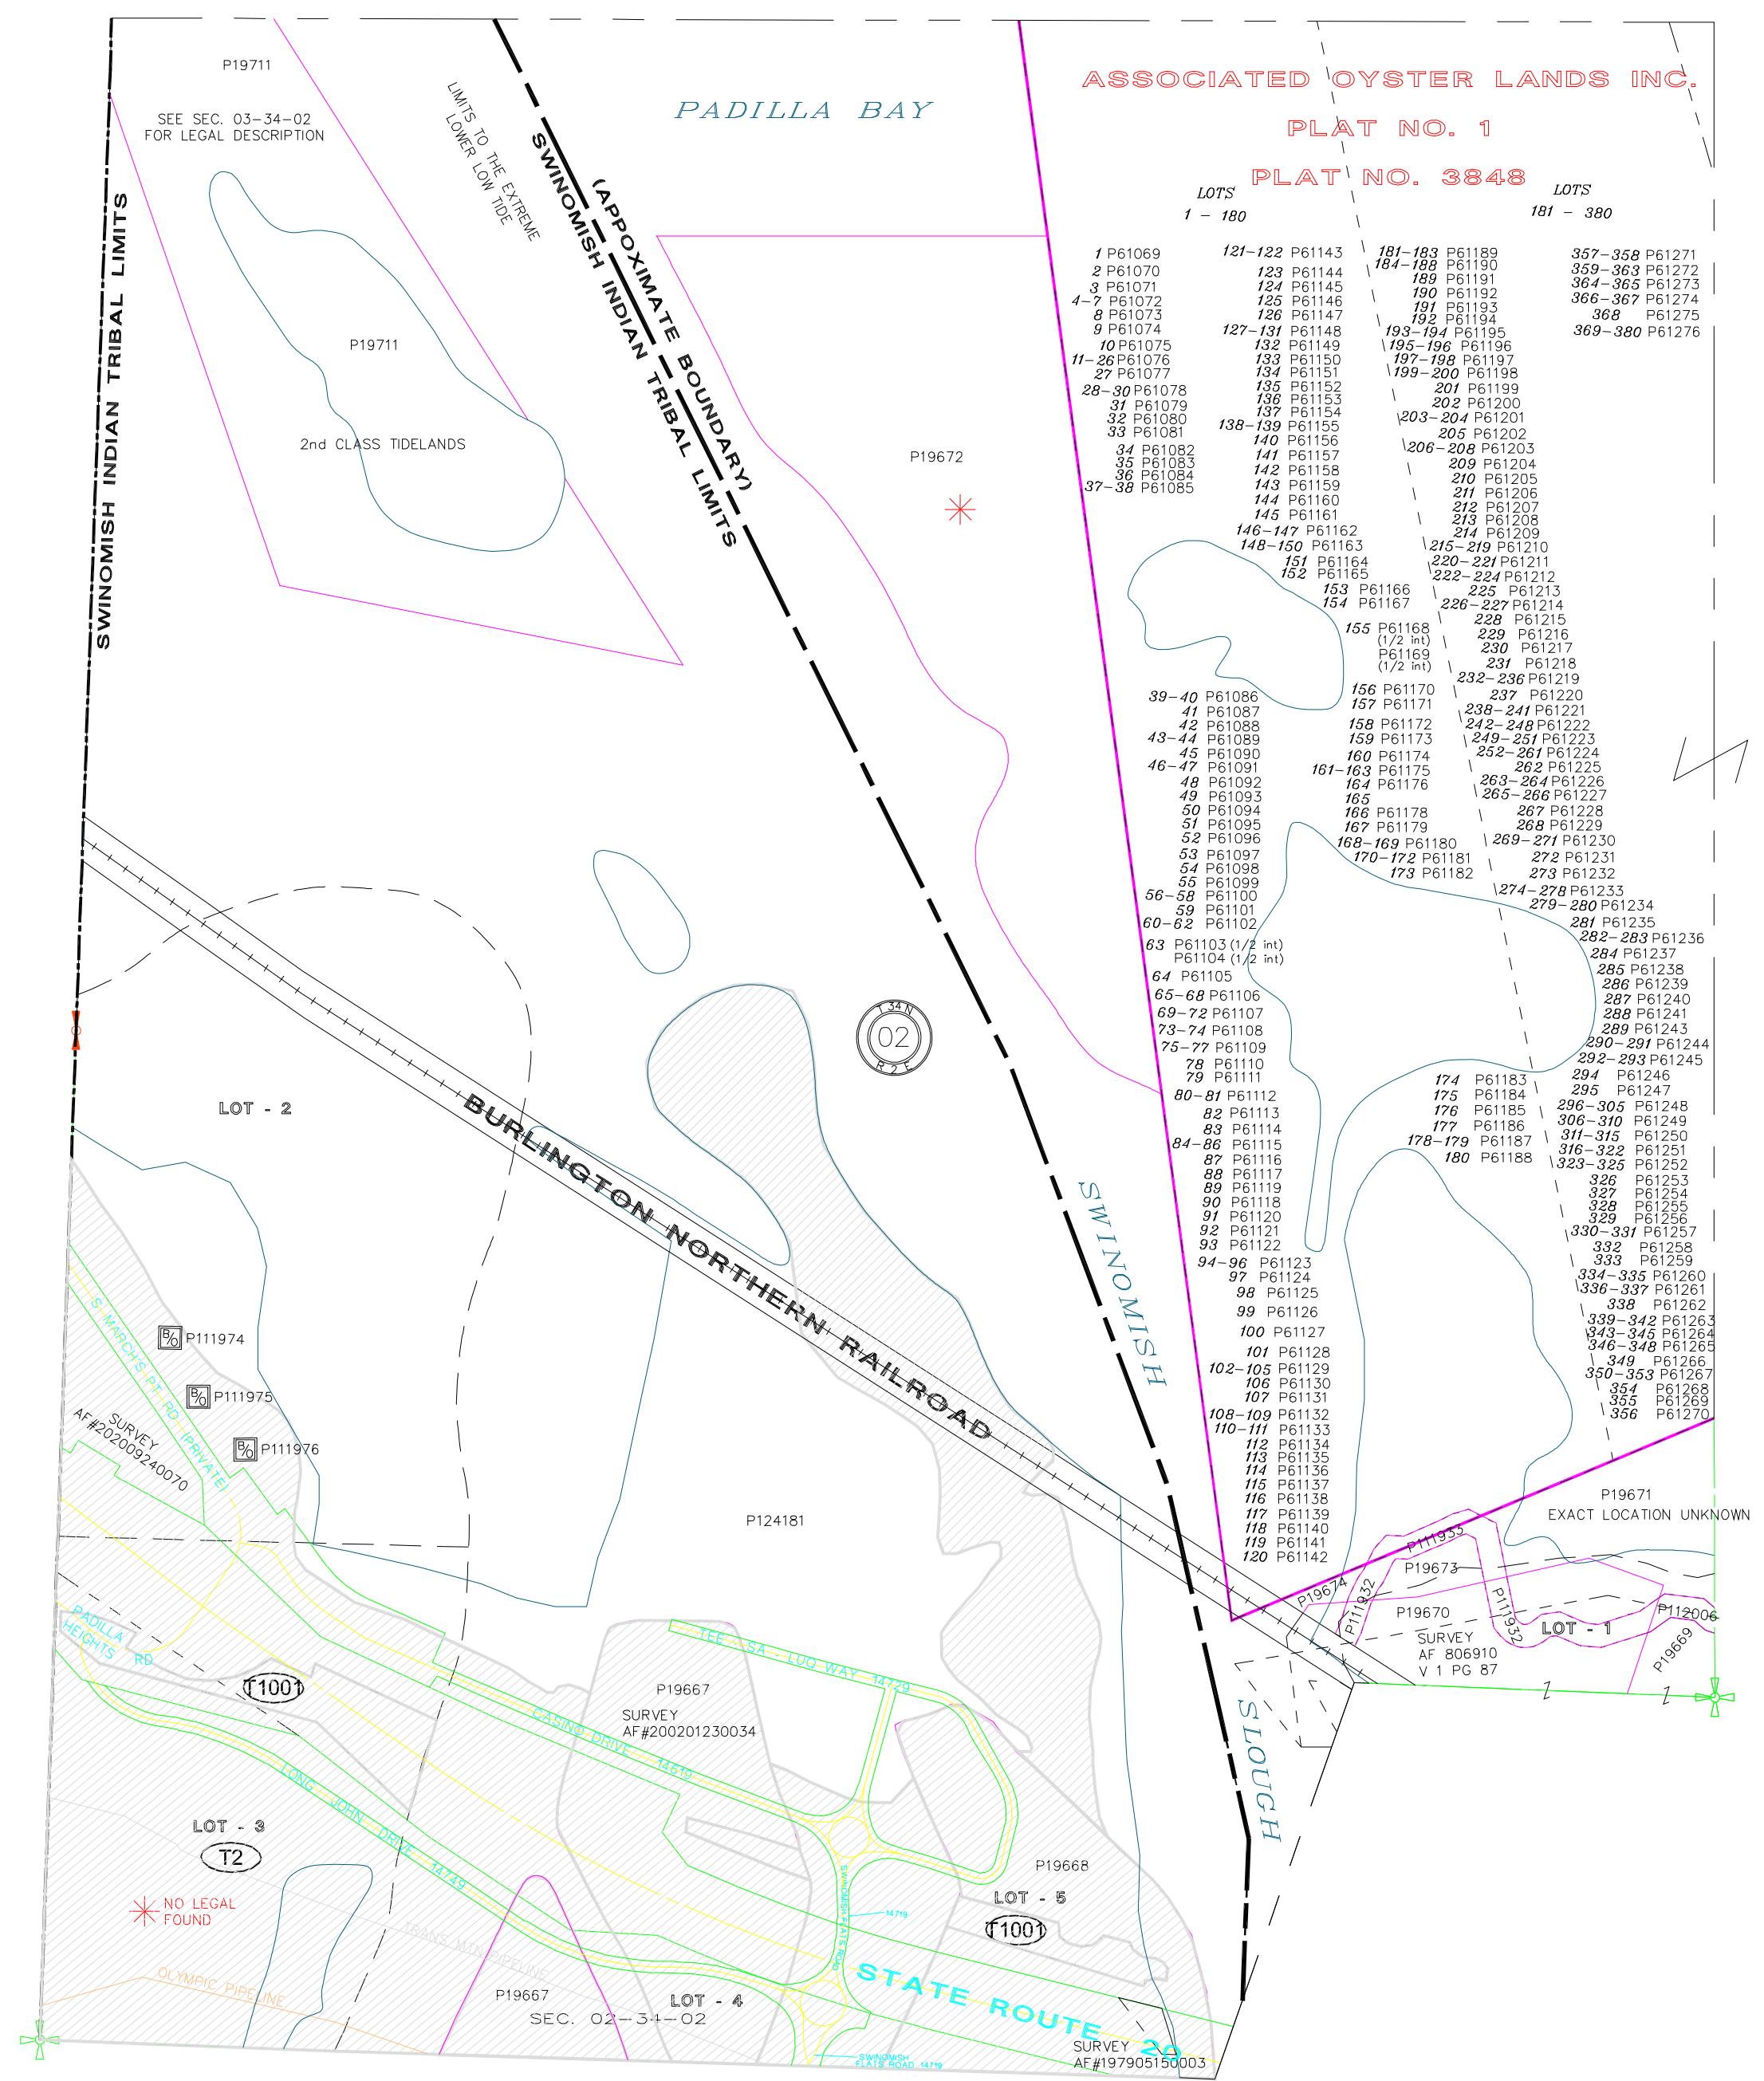 P19711
SEE SEC. 03-34-02
FOR LEGAL DESCRIPTION
SWINOMISH INDIAN TRIBAL LIMITS
P19711
2nd CLASS TIDELANDS
LIMITS TO THE EXTREME
LOWER LOW TIDE
(APPOXIMATE BOUNDARY)
SWINOMISH INDIAN TRIBAL LIMITS
PADILLA BAY
P19672
ASSOCIATED OYSTER LANDS INC.
PLAT NO. 1
PLAT NO. 3848
LOTS
1 - 180
LOTS
181 - 380
1 P61069
2 P61070
3 P61071
4-7 P61072
8 P61073
9 P61074
10 P61075
11-26 P61076
27 P61077
28-30 P61078
31 P61079
32 P61080
33 P61081
34 P61082
35 P61083
36 P61084
37-38 P61085
39-40 P61086
41 P61087
42 P61088
43-44 P61089
45 P61090
46-47 P61091
48 P61092
49 P61093
50 P61094
51 P61095
52 P61096
53 P61097
54 P61098
55 P61099
56-58 P61100
59 P61101
60-62 P61102
63 P61103 (1/2 int)
P61104 (1/2 int)
64 P61105
65-68 P61106
69-72 P61107
73-74 P61108
75-77 P61109
78 P61110
79 P61111
80-81 P61112
82 P61113
83 P61114
84-86 P61115
87 P61116
88 P61117
89 P61119
90 P61118
91 P61120
92 P61121
93 P61122
94-96 P61123
97 P61124
98 P61125
99 P61126
100 P61127
101 P61128
102-105 P61129
106 P61130
107 P61131
108-109 P61132
110-111 P61133
112 P61134
113 P61135
114 P61136
115 P61137
116 P61138
117 P61139
118 P61140
119 P61141
120 P61142
121-122 P61143
123 P61144
124 P61145
125 P61146
126 P61147
127-131 P61148
132 P61149
133 P61150
134 P61151
135 P61152
136 P61153
137 P61154
138-139 P61155
140 P61156
141 P61157
142 P61158
143 P61159
144 P61160
145 P61161
146-147 P61162
148-150 P61163
151 P61164
152 P61165
153 P61166
154 P61167
155 P61168
(1/2 int)
P61169
(1/2 int)
156 P61170
157 P61171
158 P61172
159 P61173
160 P61174
161-163 P61175
164 P61176
165
166 P61178
167 P61179
168-169 P61180
170-172 P61181
173 P61182
174 P61183
175 P61184
176 P61185
177 P61186
178-179 P61187
180 P61188
181-183 P61189
184-188 P61190
189 P61191
190 P61192
191 P61193
192 P61194
193-194 P61195
195-196 P61196
197-198 P61197
199-200 P61198
201 P61199
202 P61200
203-204 P61201
205 P61202
206-208 P61203
209 P61204
210 P61205
211 P61206
212 P61207
213 P61208
214 P61209
215-219 P61210
220-221 P61211
222-224 P61212
225 P61213
226-227 P61214
228 P61215
229 P61216
230 P61217
231 P61218
232-236 P61219
237 P61220
238-241 P61221
242-248 P61222
249-251 P61223
252-261 P61224
262 P61225
263-264 P61226
265-266 P61227
267 P61228
268 P61229
269-271 P61230
272 P61231
273 P61232
274-278 P61233
279-280 P61234
281 P61235
282-283 P61236
284 P61237
285 P61238
286 P61239
287 P61240
288 P61241
289 P61243
290-291 P61244
292-293 P61245
294 P61246
295 P61247
296-305 P61248
306-310 P61249
311-315 P61250
316-322 P61251
323-325 P61252
326 P61253
327 P61254
328 P61255
329 P61256
330-331 P61257
332 P61258
333 P61259
334-335 P61260
336-337 P61261
338 P61262
339-342 P61263
343-345 P61264
346-348 P61265
349 P61266
350-353 P61267
354 P61268
355 P61269
356 P61270
357-358 P61271
359-363 P61272
364-365 P61273
366-367 P61274
368 P61275
369-380 P61276
T 34 N
02
R 2 E
LOT - 2
BURLINGTON NORTHERN RAILROAD
SWINOMISH
SLOUGH
B/O P111974
B/O P111975
B/O P111976
S MARCH'S PT RD (PRIVATE)
SURVEY
AF#202009240070
P124181
P19671
EXACT LOCATION UNKNOWN
P111933
P19673
P19674
P111932
P111932
P19670
SURVEY
AF 806910
V 1 PG 87
LOT - 1
P112006
P19669
PADILLA
HEIGHTS RD
T1001
TEE - SA - LUQ WAY 14729
P19667
SURVEY
AF#200201230034
CASINO DRIVE 14619
LONG JOHN DRIVE 14749
LOT - 3
T2
NO LEGAL
FOUND
TRANS MTN PIPELINE
OLYMPIC PIPELINE
P19667
SEC. 02-34-02
LOT - 4
SWINOMISH FLATS ROAD
14719
P19668
LOT - 5
T1001
STATE ROUTE 20
SWINOMISH
FLATS ROAD 14719
SURVEY
AF#197905150003